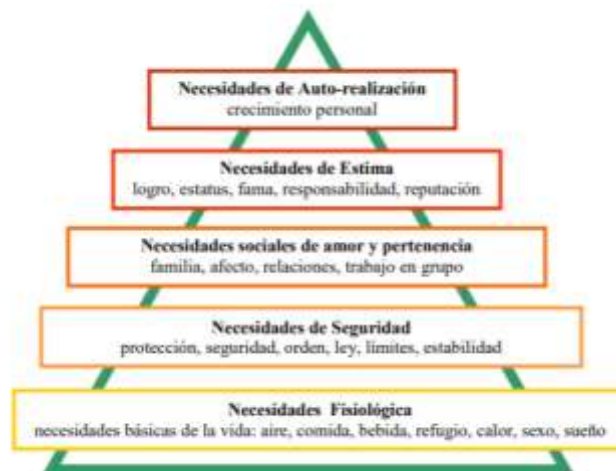 Necesidades de Auto-realización
crecimiento personal
Necesidades de Estima
logro, estatus, fama, responsabilidad, reputación
Necesidades sociales de amor y pertenencia
familia, afecto, relaciones, trabajo en grupo
Necesidades de Seguridad
protección, seguridad, orden, ley, límites, estabilidad
Necesidades Fisiológica
necesidades básicas de la vida: aire, comida, bebida, refugio, calor, sexo, sueño